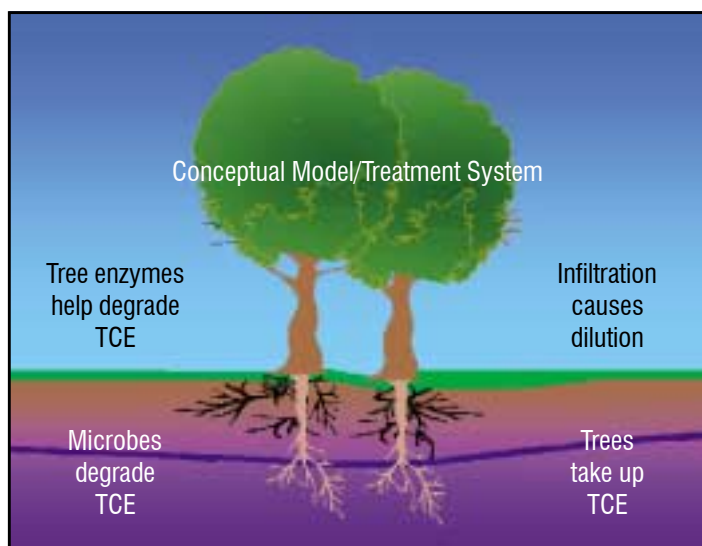 Conceptual Model/Treatment System
Tree enzymes
help degrade
TCE
Infiltration
causes
dilution
Microbes
degrade
TCE
Trees
take up
TCE